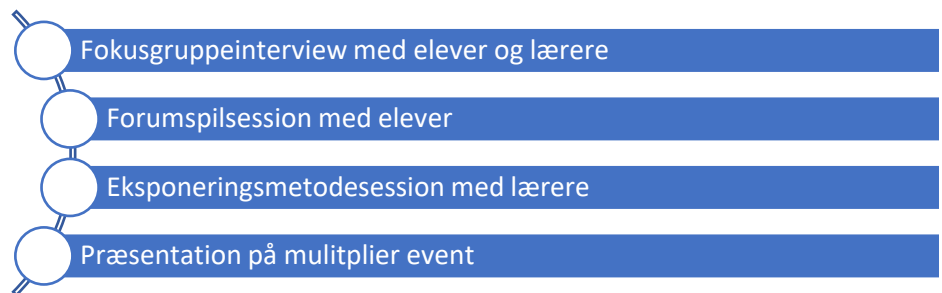 Fokusgruppeinterview med elever og lærere
Forumspilsession med elever
Eksponeringsmetodesession med lærere
Præsentation på mulitplier event